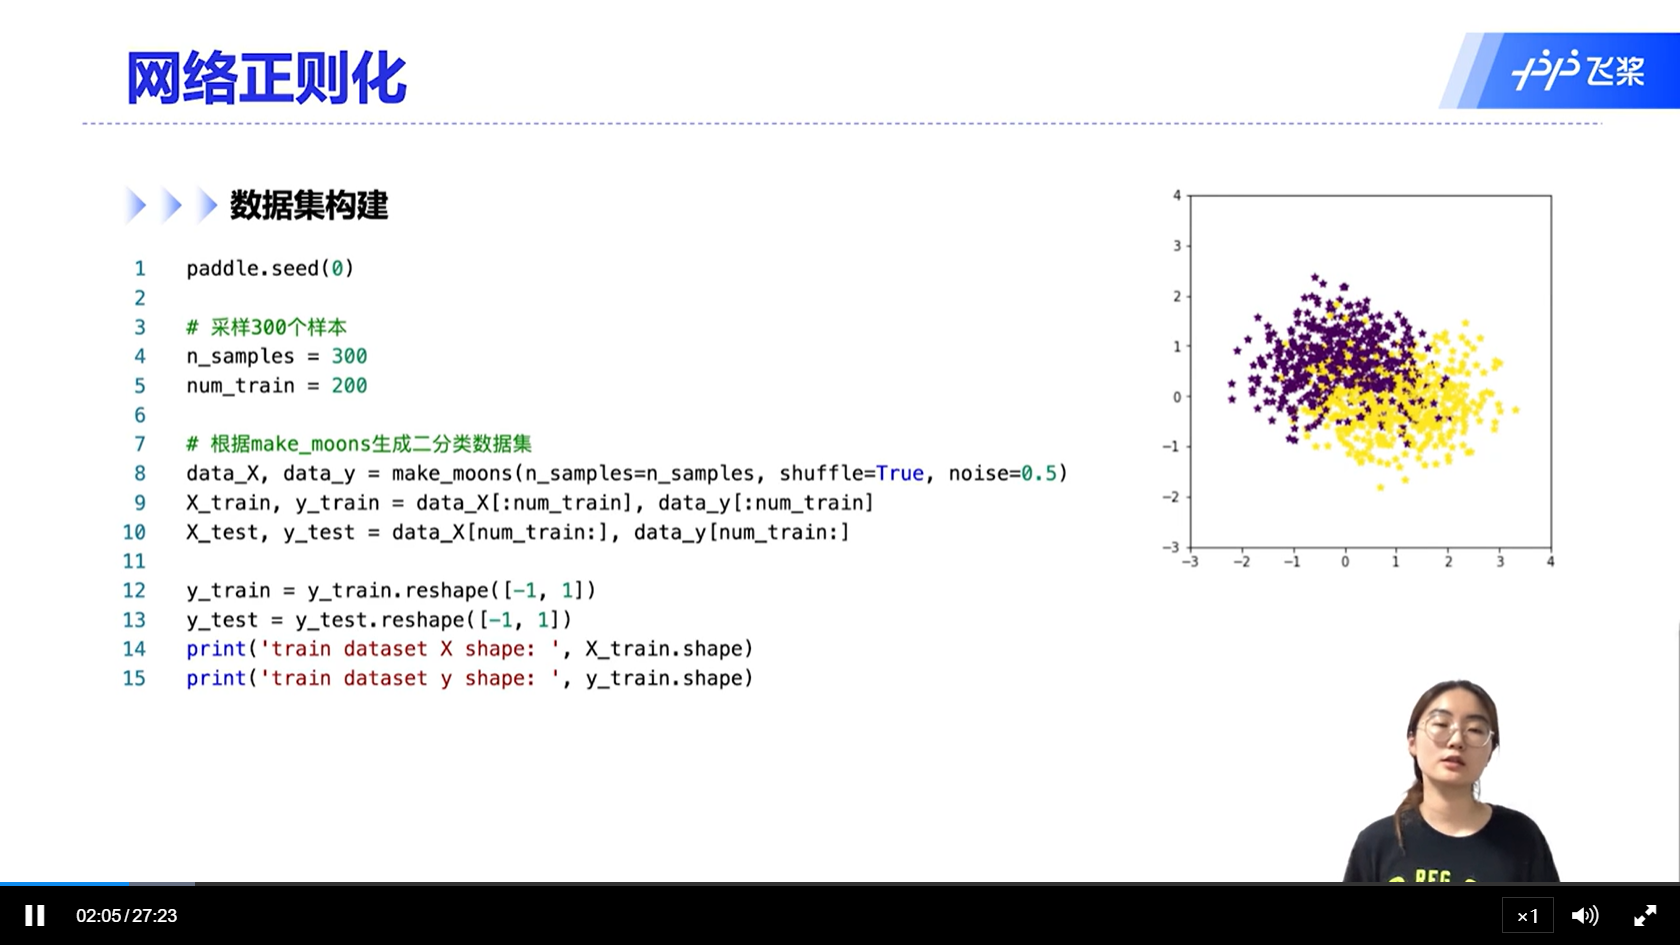 网络正则化
飞桨
数据集构建
1 paddle.seed(0)
2
3 # 采样300个样本
4 n_samples = 300
5 num_train = 200
6
7 # 根据make_moons生成二分类数据集
8 data_X, data_y = make_moons(n_samples=n_samples, shuffle=True, noise=0.5)
9 X_train, y_train = data_X[:num_train], data_y[:num_train]
10 X_test, y_test = data_X[num_train:], data_y[num_train:]
11
12 y_train = y_train.reshape([-1, 1])
13 y_test = y_test.reshape([-1, 1])
14 print('train dataset X shape: ', X_train.shape)
15 print('train dataset y shape: ', y_train.shape)
4
3
2
1
0
−1
−2
−3
−3 −2 −1 0 1 2 3 4
02:05/27:23
×1